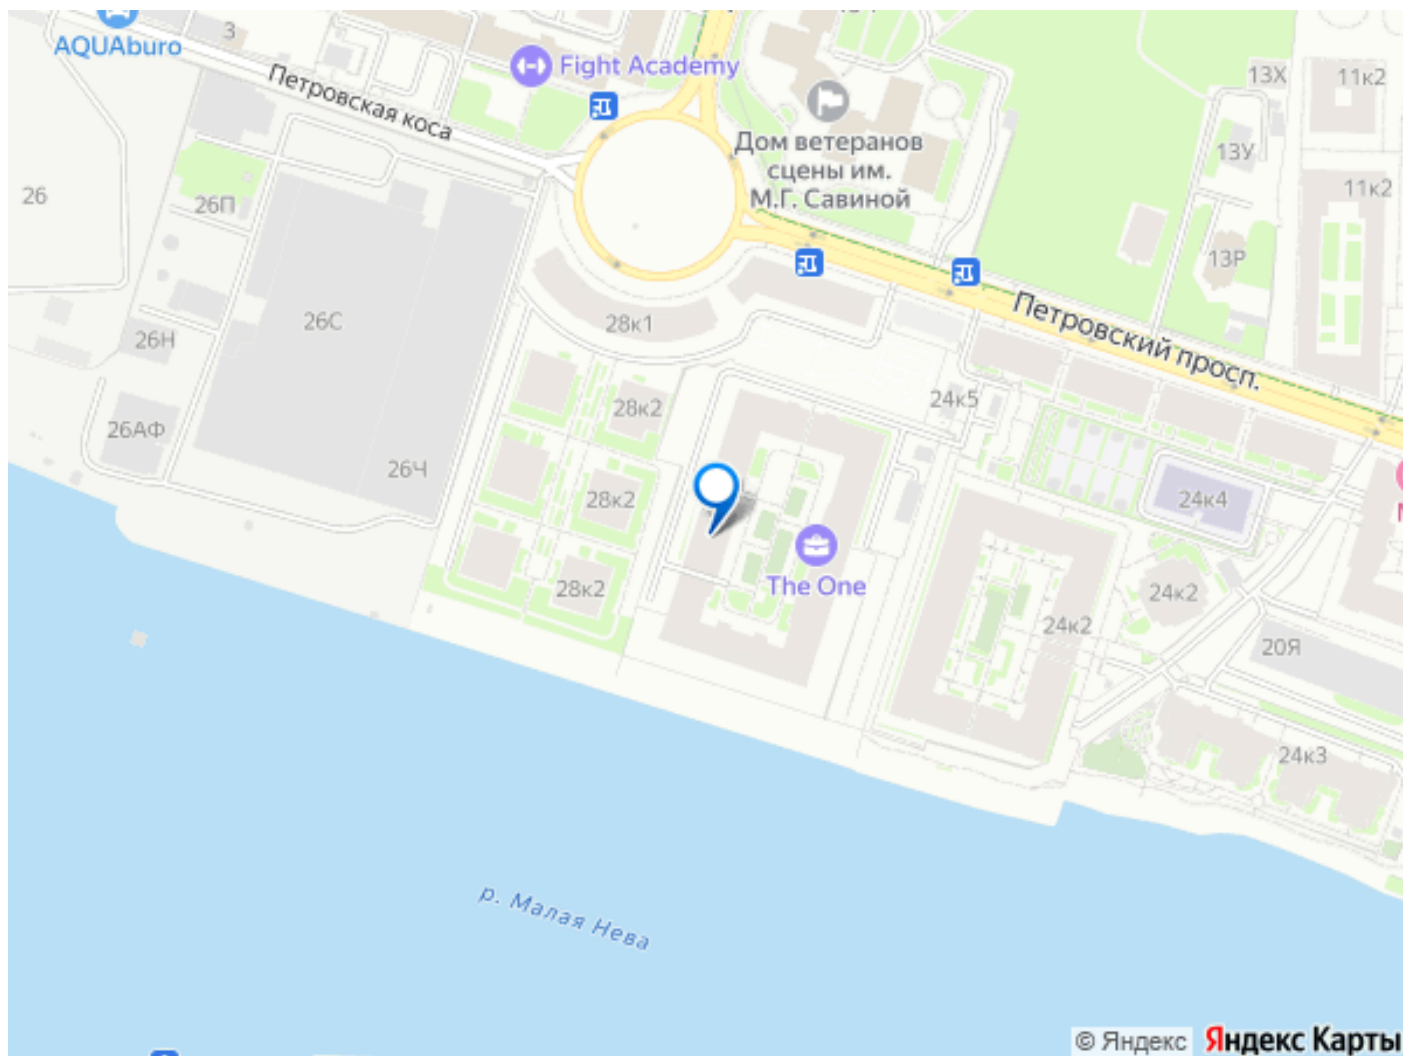 AQUAburo
3
Fight Academy
Петровская коса
Дом ветеранов
сцены им.
М.Г. Савиной
13Х
11к2
13У
11к2
13Р
26
26П
26С
26Н
28к1
Петровский просп.
28к2
24к5
26АФ
26Ч
28к2
24к4
The One
28к2
24к2
24к2
20Я
24к3
р. Малая Нева
© Яндекс
Яндекс Карты